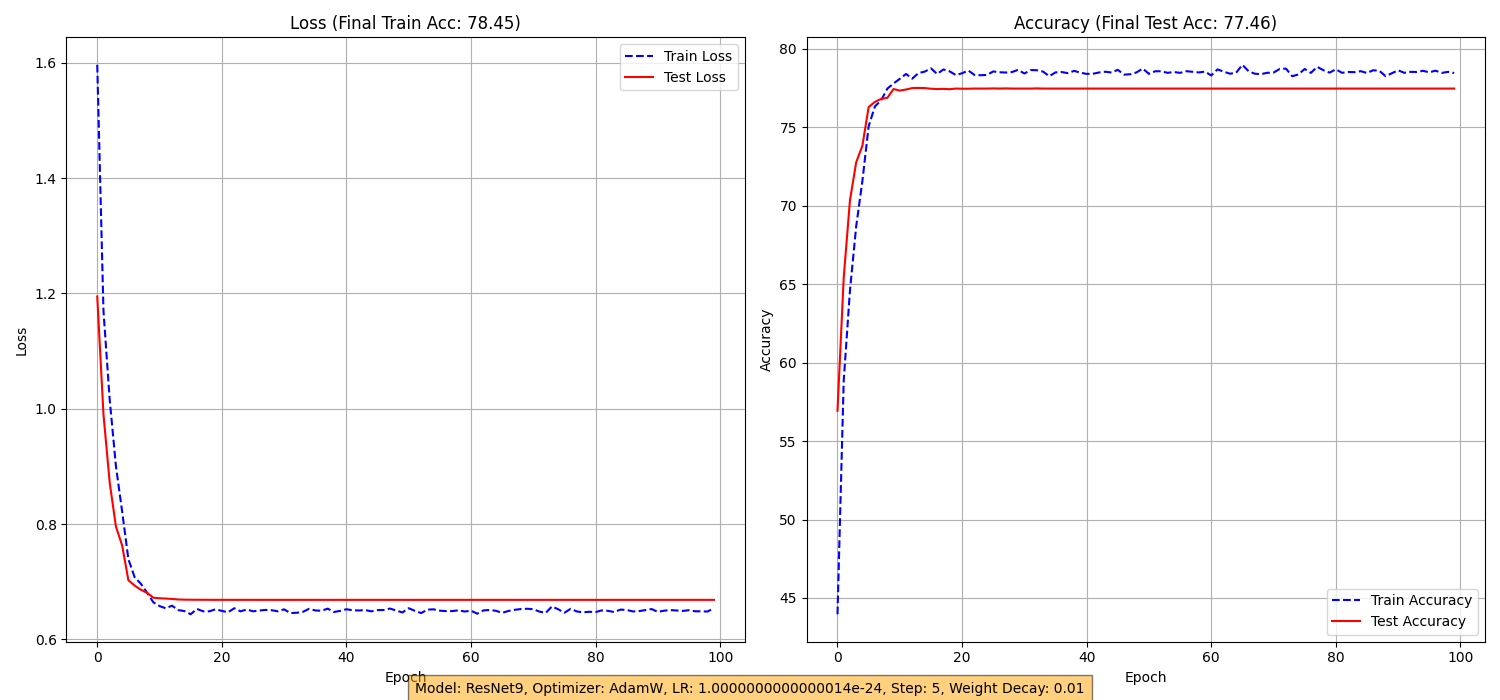 Loss (Final Train Acc: 78.45)
1.6
1.4
1.2
1.0
0.8
0.6
Loss
0 20 40 60 80 100
Epoch
Train Loss
Test Loss
Accuracy (Final Test Acc: 77.46)
80
75
70
65
60
55
50
45
Accuracy
0 20 40 60 80 100
Epoch
Train Accuracy
Test Accuracy
Model: ResNet9, Optimizer: AdamW, LR: 1.0000000000000014e-24, Step: 5, Weight Decay: 0.01